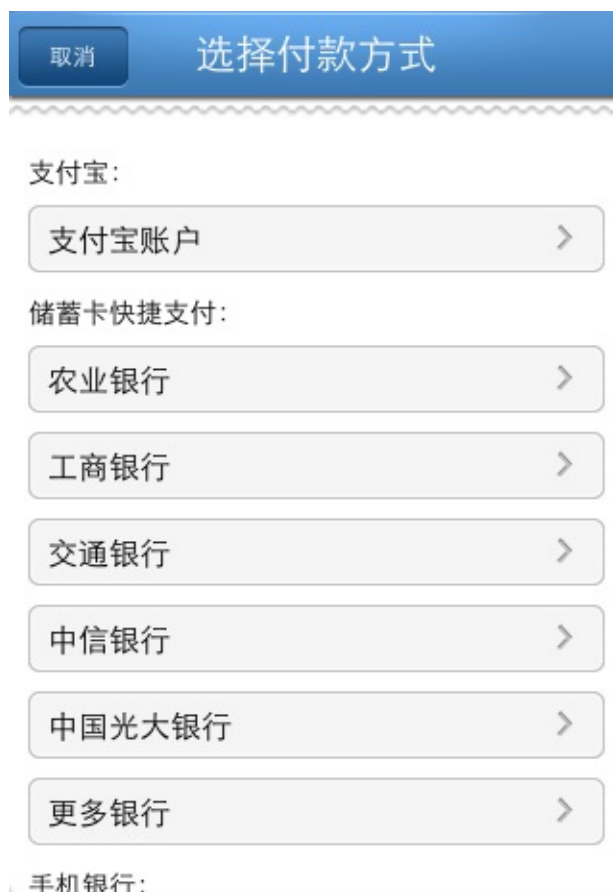 取消
选择付款方式
支付宝:
支付宝账户
储蓄卡快捷支付:
农业银行
工商银行
交通银行
中信银行
中国光大银行
更多银行
手机银行: